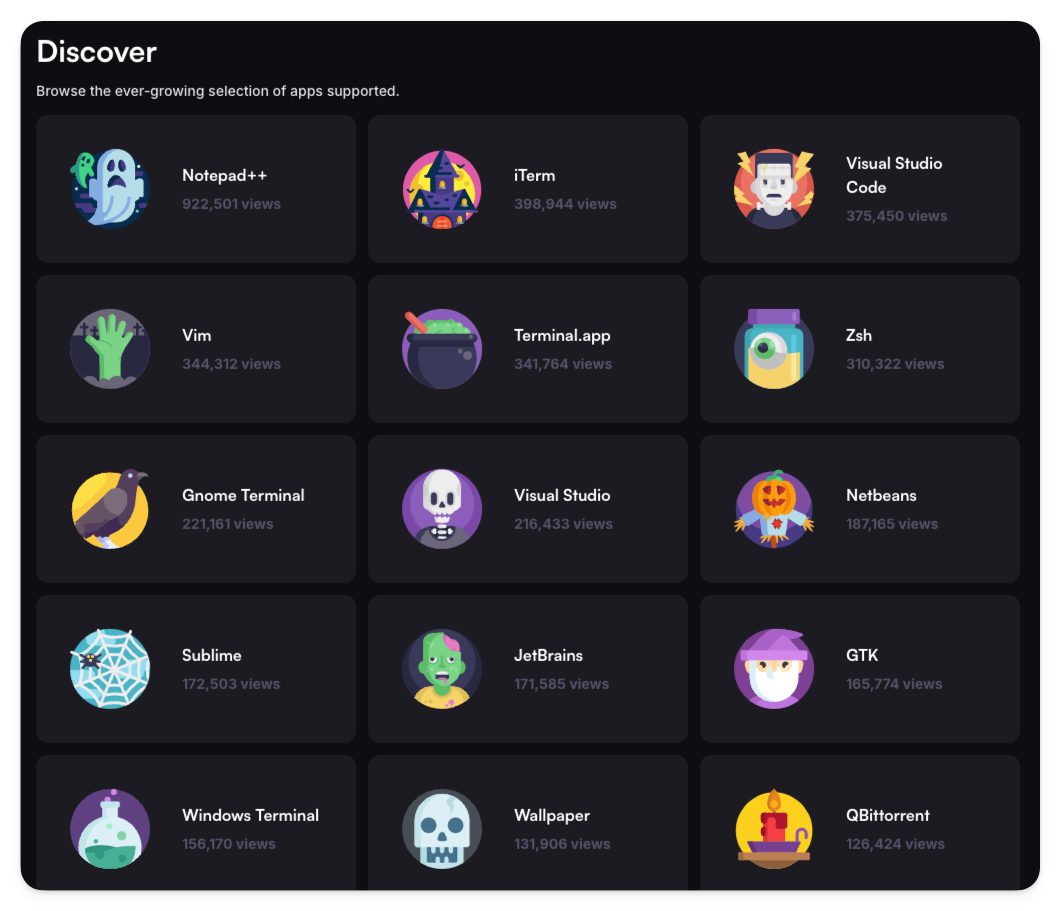 Discover
Browse the ever-growing selection of apps supported.
Notepad++
922,501 views
iTerm
398,944 views
Visual Studio
Code
375,450 views
Vim
344,312 views
Terminal.app
341,764 views
Zsh
310,322 views
Gnome Terminal
221,161 views
Visual Studio
216,433 views
Netbeans
187,165 views
Sublime
172,503 views
JetBrains
171,585 views
GTK
165,774 views
Windows Terminal
156,170 views
Wallpaper
131,906 views
QBittorrent
126,424 views